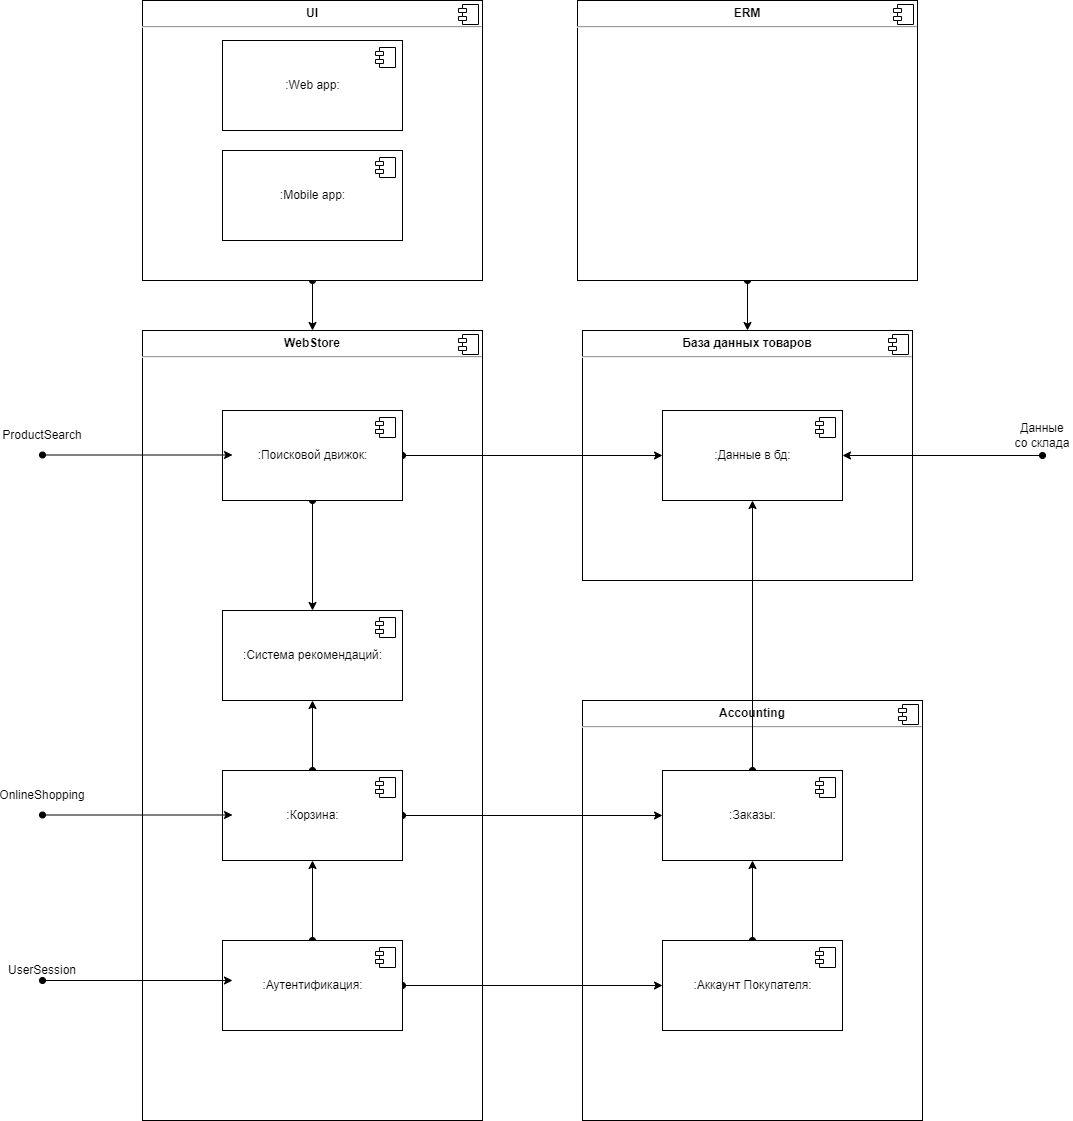 UI
ERM
:Web app:
:Mobile app:
WebStore
База данных товаров
ProductSearch
:Поисковой движок:
:Данные в бд:
Данные
со склада
:Система рекомендаций:
Accounting
OnlineShopping
:Корзина:
:Заказы:
UserSession
:Аутентификация:
:Аккаунт Покупателя: